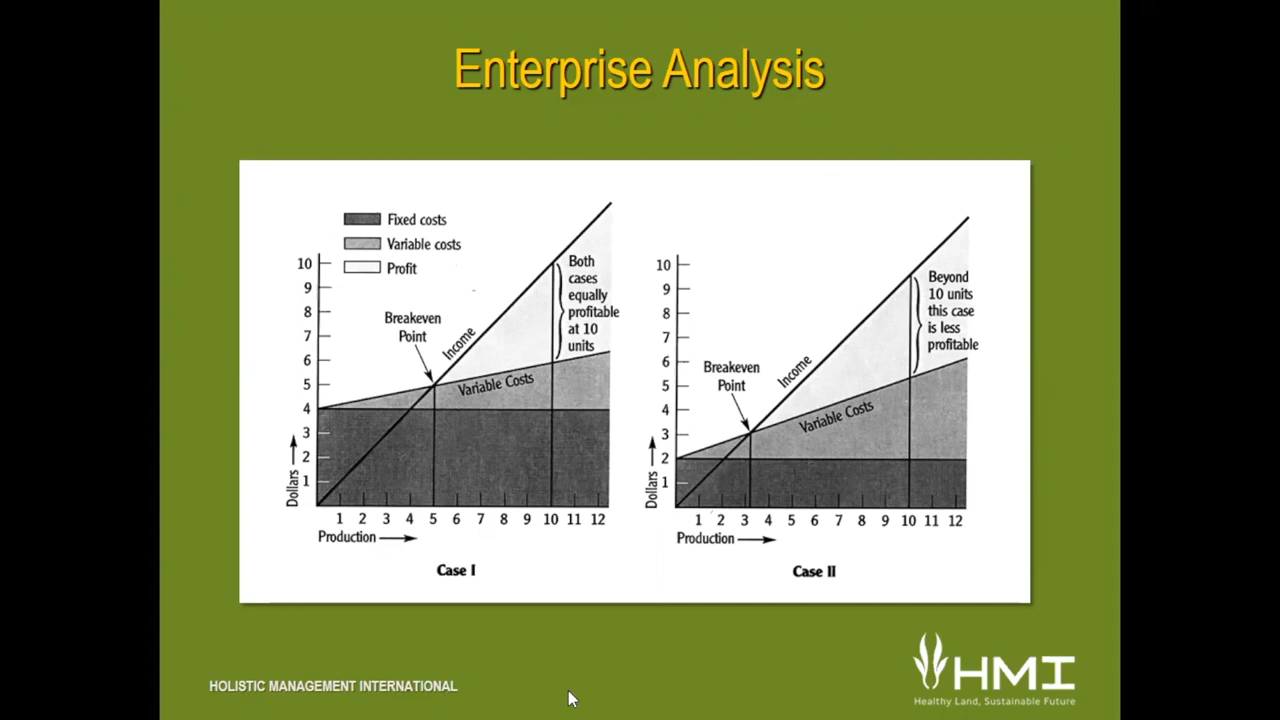 Enterprise Analysis
Fixed costs
Variable costs
Profit
10
9
8
7
6
5
4
3
2
1
Dollars
Breakeven
Point
Income
Variable Costs
Both
cases
equally
profitable
at 10
units
1 2 3 4 5 6 7 8 9 10 11 12
Production
Case I
10
9
8
7
6
5
4
3
2
1
Dollars
Breakeven
Point
Income
Variable Costs
Beyond
10 units
this case
is less
profitable
1 2 3 4 5 6 7 8 9 10 11 12
Production
Case II
HOLISTIC MANAGEMENT INTERNATIONAL
HMI
Healthy Land, Sustainable Future